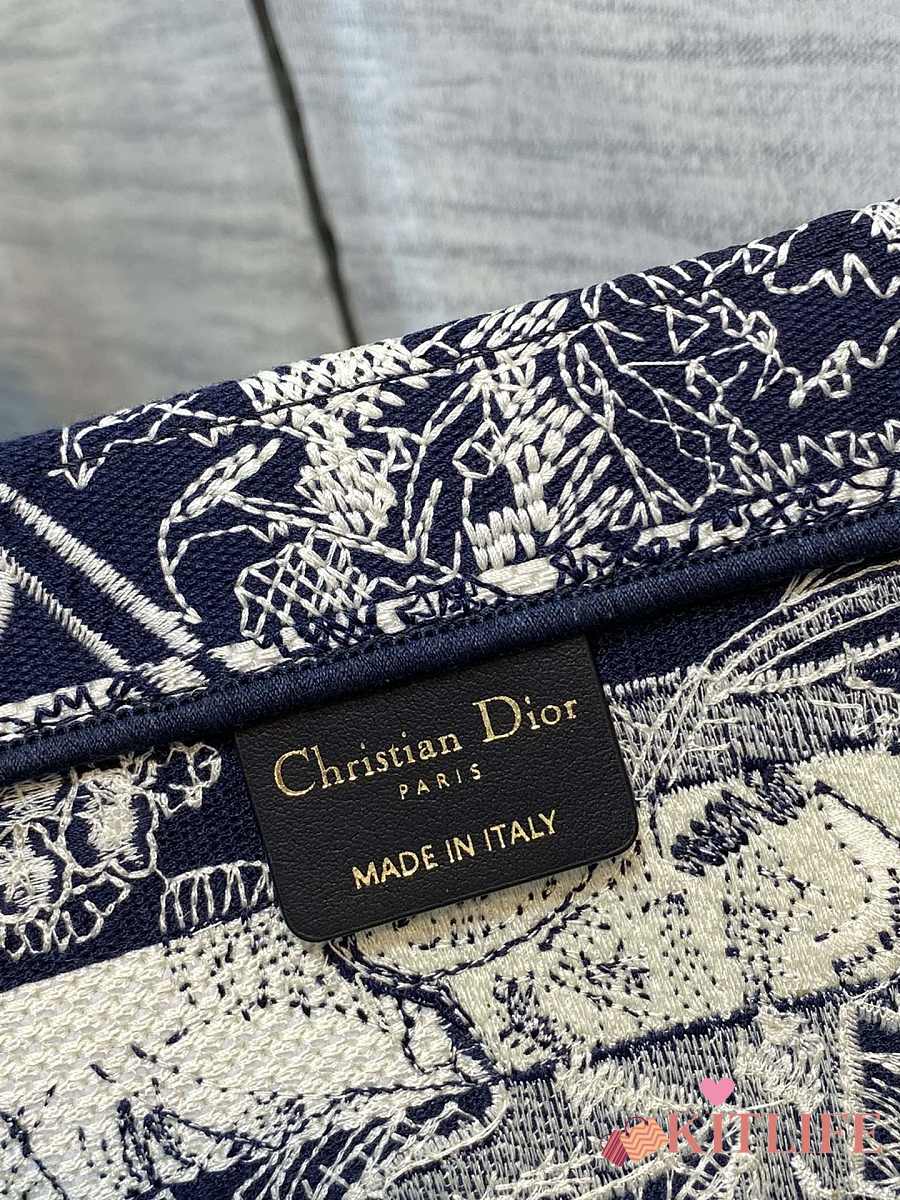 Christian Dior
PARIS
MADE IN ITALY
KITLIFE